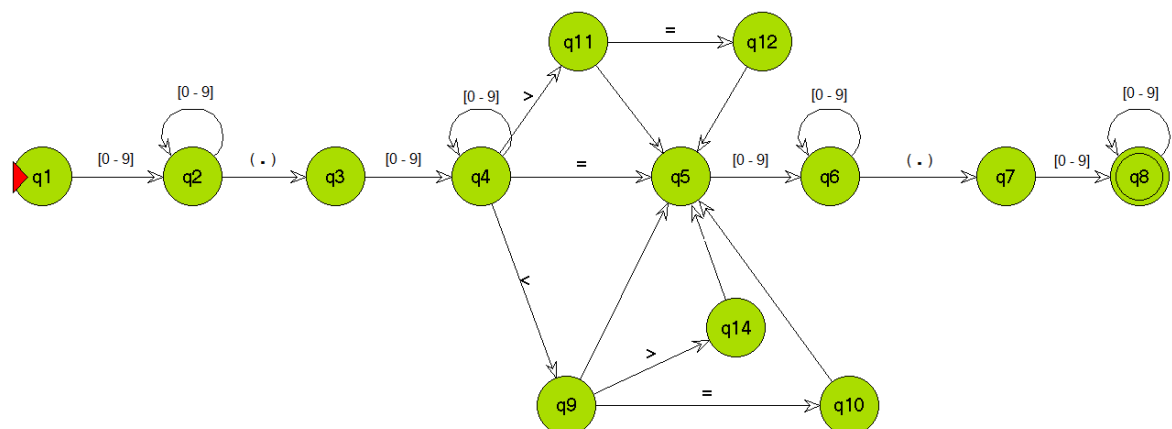 q11 = q12
[0 - 9] [0 - 9] > [0 - 9] [0 - 9]
q1 [0 - 9] q2 (.) q3 [0 - 9] q4 = q5 [0 - 9] q6 (.) q7 [0 - 9] q8
<
q14
>
q9 = q10